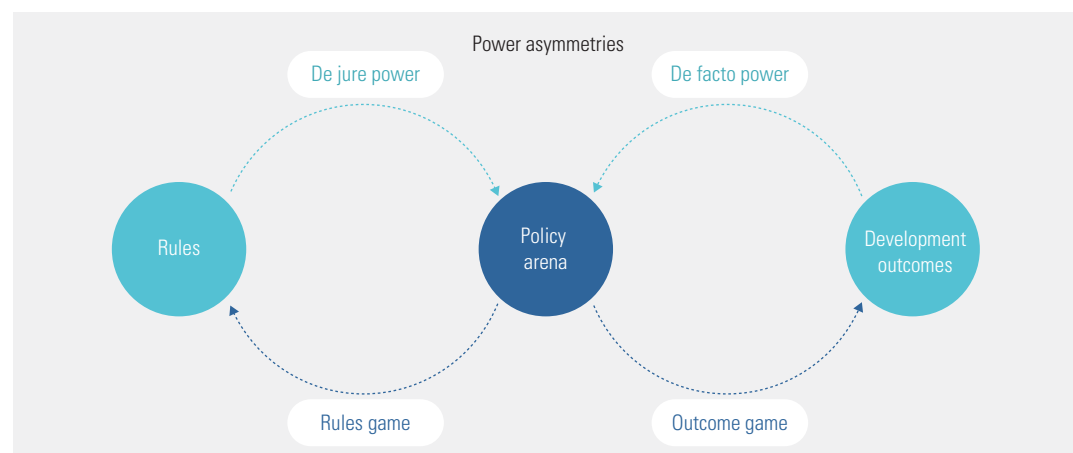 Power asymmetries
De jure power
De facto power
Rules
Policy
arena
Development
outcomes
Rules game
Outcome game